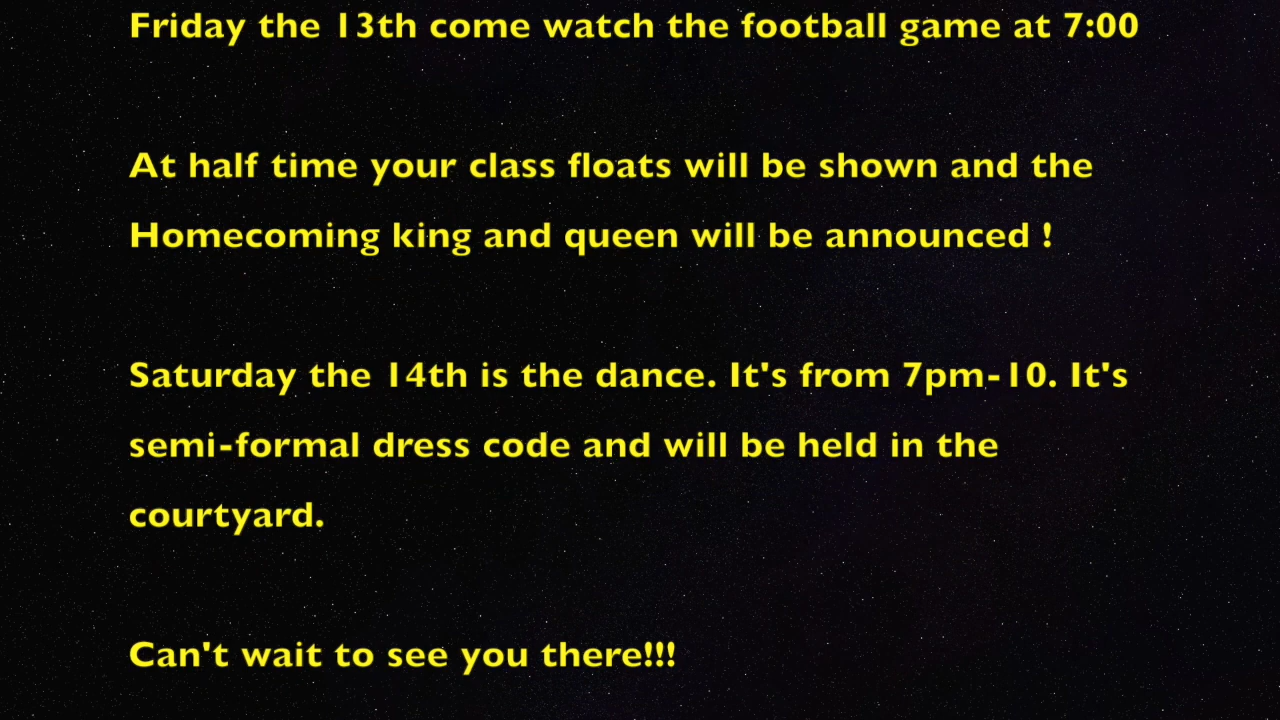 Friday the 13th come watch the football game at 7:00
At half time your class floats will be shown and the
Homecoming king and queen will be announced !
Saturday the 14th is the dance. It's from 7pm-10. It's
semi-formal dress code and will be held in the
courtyard.
Can't wait to see you there!!!